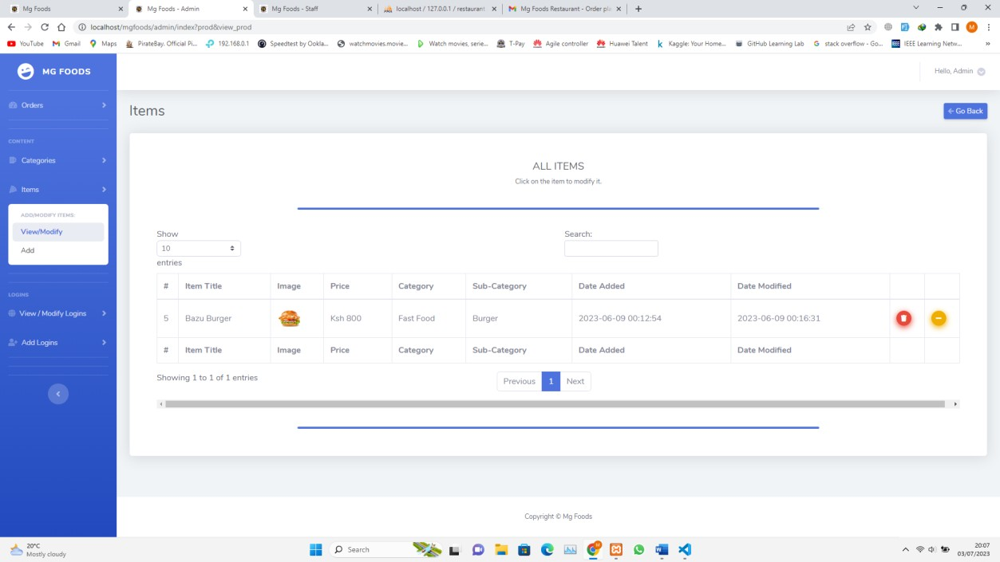 Mg Foods
Mg Foods - Admin
Mg Foods - Staff
localhost / 127.0.0.1 / restaurant
Mg Foods Restaurant - Order pla
localhost/mgfoods/admin/index?prod&view_prod
M
YouTube
Gmail
Maps
PirateBay. Official Pi...
192.168.0.1
Speedtest by Ookla...
watchmovies.movie...
Watch movies, serie...
T-Pay
Agile controller
Huawei Talent
Kaggle: Your Home...
GitHub Learning Lab
stack overflow - Go...
IEEE Learning Netw...
MG FOODS
Hello, Admin
Orders
CONTENT
Categories
Items
ADD/MODIFY ITEMS:
View/Modify
Add
LOGINS
View / Modify Logins
Add Logins
Items
Go Back
ALL ITEMS
Click on the item to modify it.
Show
10
entries
Search:
# Item Title Image Price Category Sub-Category Date Added Date Modified
5 Bazu Burger Ksh 800 Fast Food Burger 2023-06-09 00:12:54 2023-06-09 00:16:31
# Item Title Image Price Category Sub-Category Date Added Date Modified
Showing 1 to 1 of 1 entries
Previous 1 Next
Copyright © Mg Foods
20°C
Mostly cloudy
Search
20:07
03/07/2023